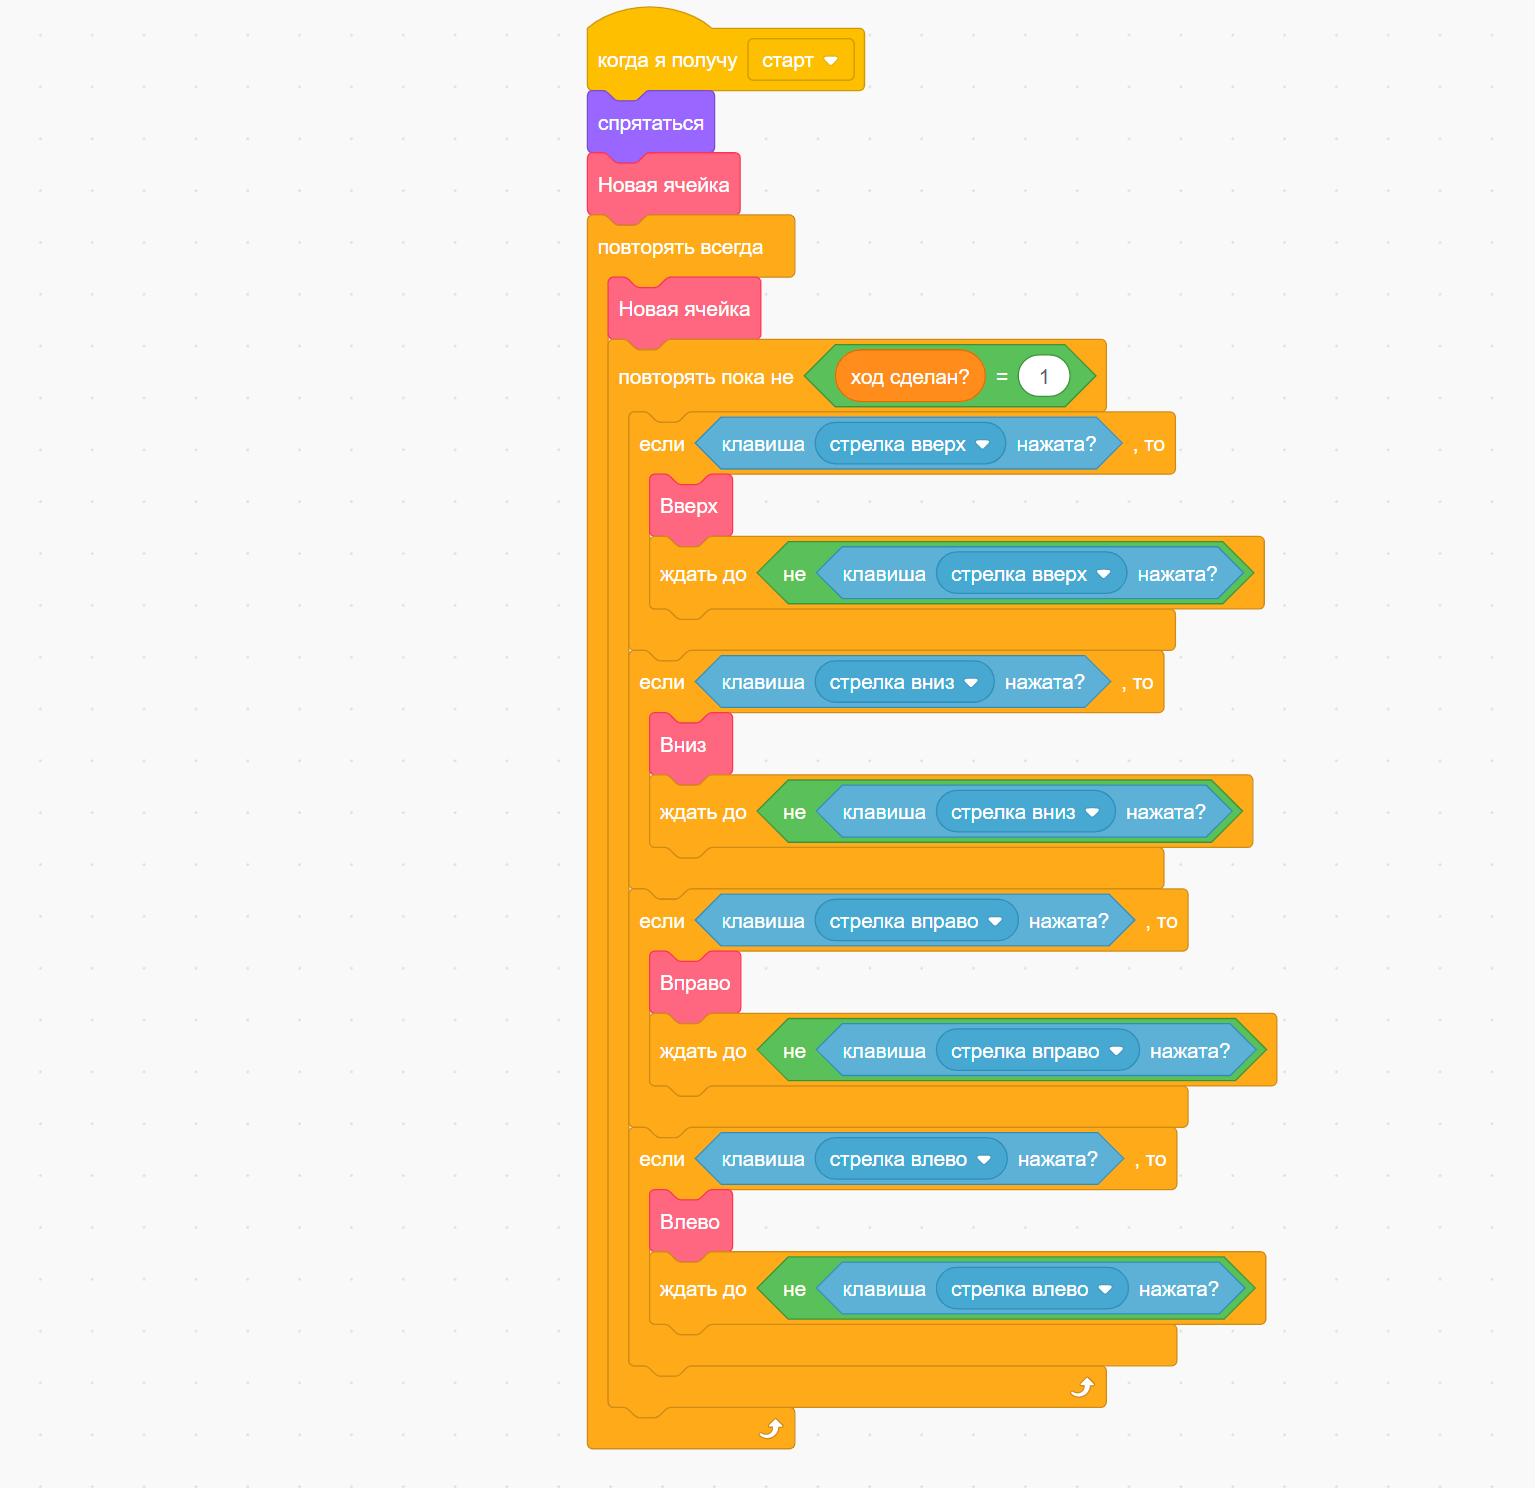 когда я получу старт
спрятаться
Новая ячейка
повторять всегда
Новая ячейка
повторять пока не ход сделан? = 1
если клавиша стрелка вверх нажата? , то
Вверх
ждать до не клавиша стрелка вверх нажата?
если клавиша стрелка вниз нажата? , то
Вниз
ждать до не клавиша стрелка вниз нажата?
если клавиша стрелка вправо нажата? , то
Вправо
ждать до не клавиша стрелка вправо нажата?
если клавиша стрелка влево нажата? , то
Влево
ждать до не клавиша стрелка влево нажата?